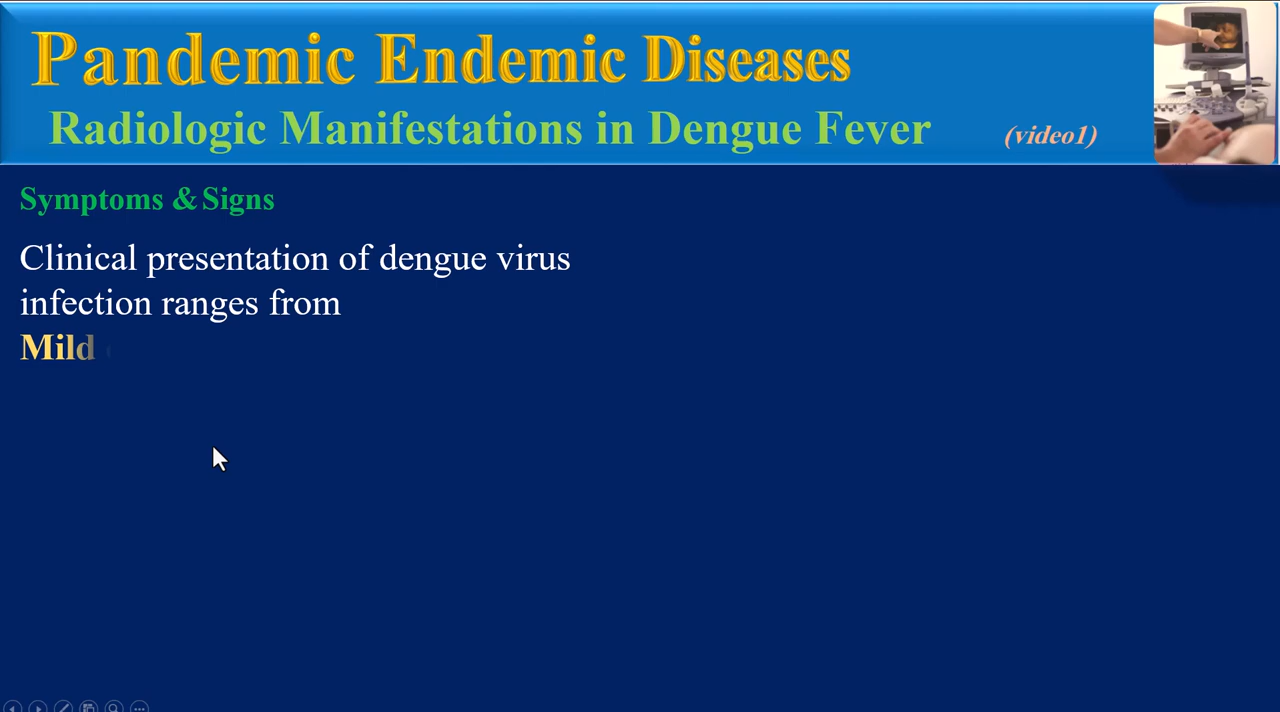 Pandemic Endemic Diseases
Radiologic Manifestations in Dengue Fever (video1)
Symptoms & Signs
Clinical presentation of dengue virus
infection ranges from
Mild